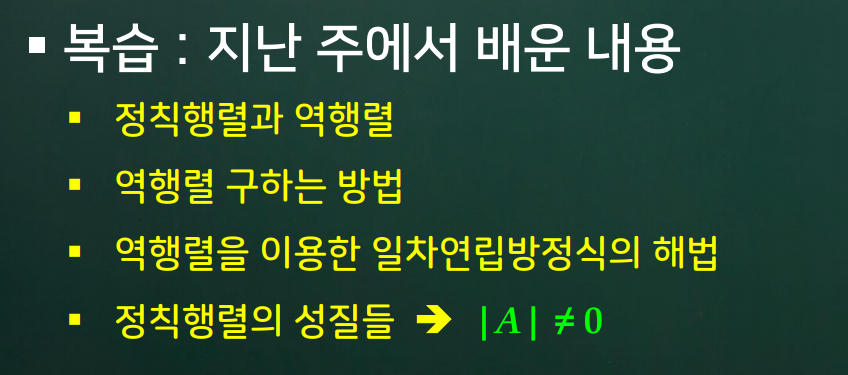 ▪ 복습 : 지난 주에서 배운 내용
▪ 정칙행렬과 역행렬
▪ 역행렬 구하는 방법
▪ 역행렬을 이용한 일차연립방정식의 해법
▪ 정칙행렬의 성질들 ➔ |A| ≠ 0